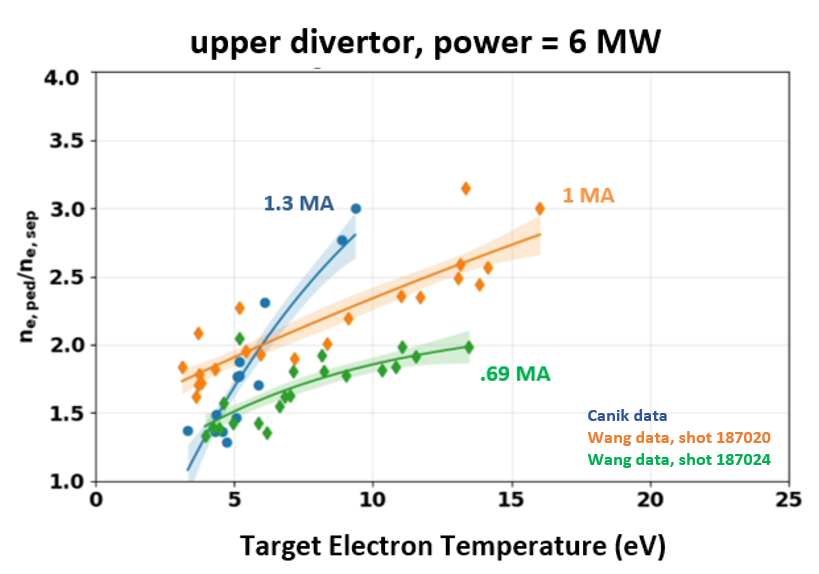 upper divertor, power = 6 MW
4.0
3.5
3.0
2.5
2.0
1.5
1.0
n_e, ped/n_e, sep
1.3 MA
1 MA
.69 MA
Canik data
Wang data, shot 187020
Wang data, shot 187024
0 5 10 15 20 25
Target Electron Temperature (eV)